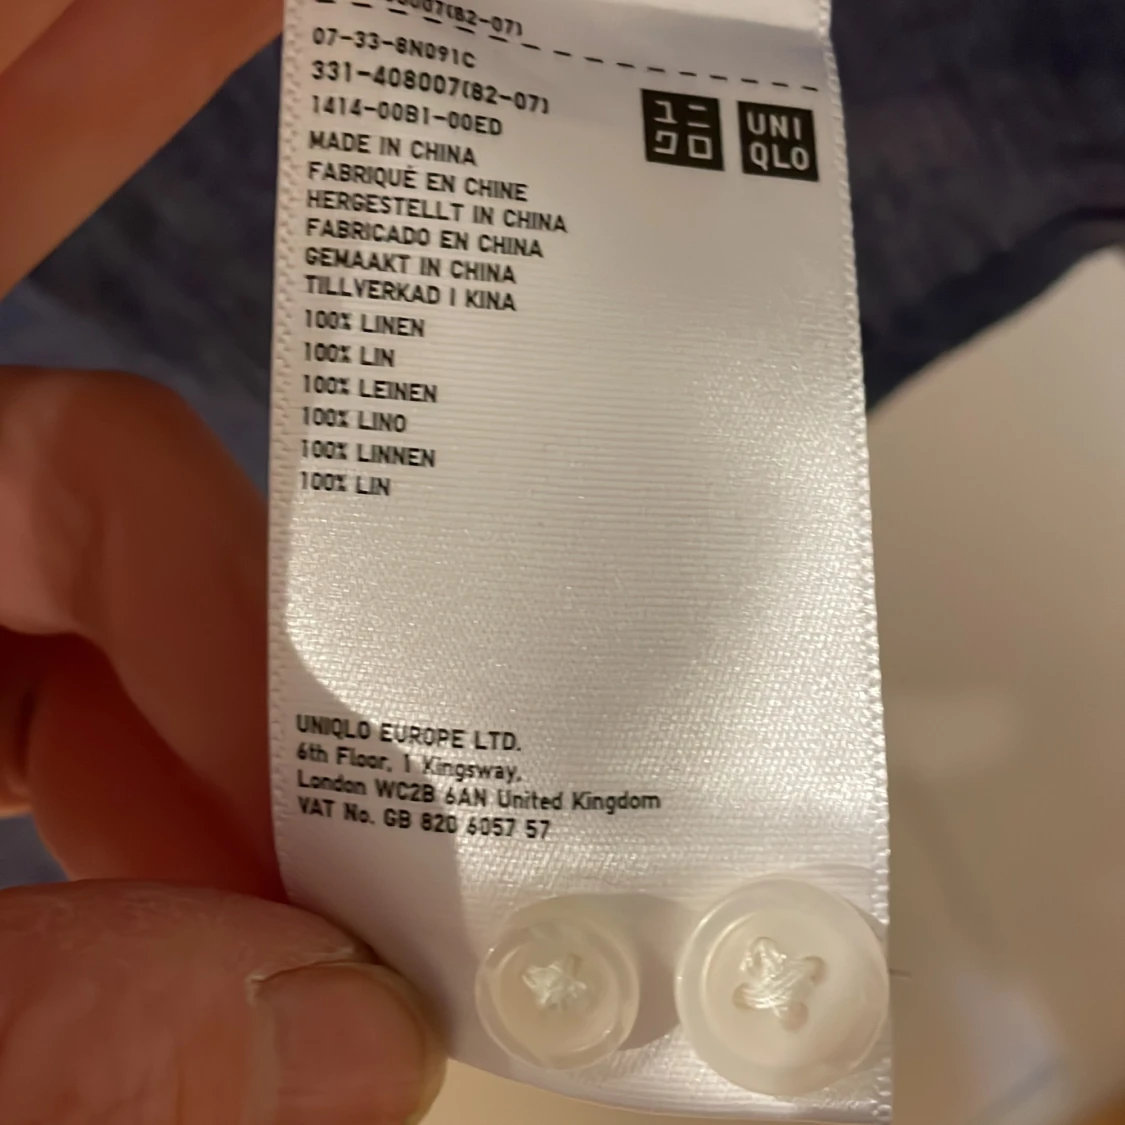 07-33-8N091C
331-408007(82-07)
1414-00B1-00ED
ユニ
クロ
UNI
QLO
MADE IN CHINA
FABRIQUÉ EN CHINE
HERGESTELLT IN CHINA
FABRICADO EN CHINA
GEMAAKT IN CHINA
TILLVERKAD I KINA
100% LINEN
100% LIN
100% LEINEN
100% LINO
100% LINNEN
100% LIN
UNIQLO EUROPE LTD.
6th Floor, 1 Kingsway,
London WC2B 6AN United Kingdom
VAT No. GB 820 6057 57